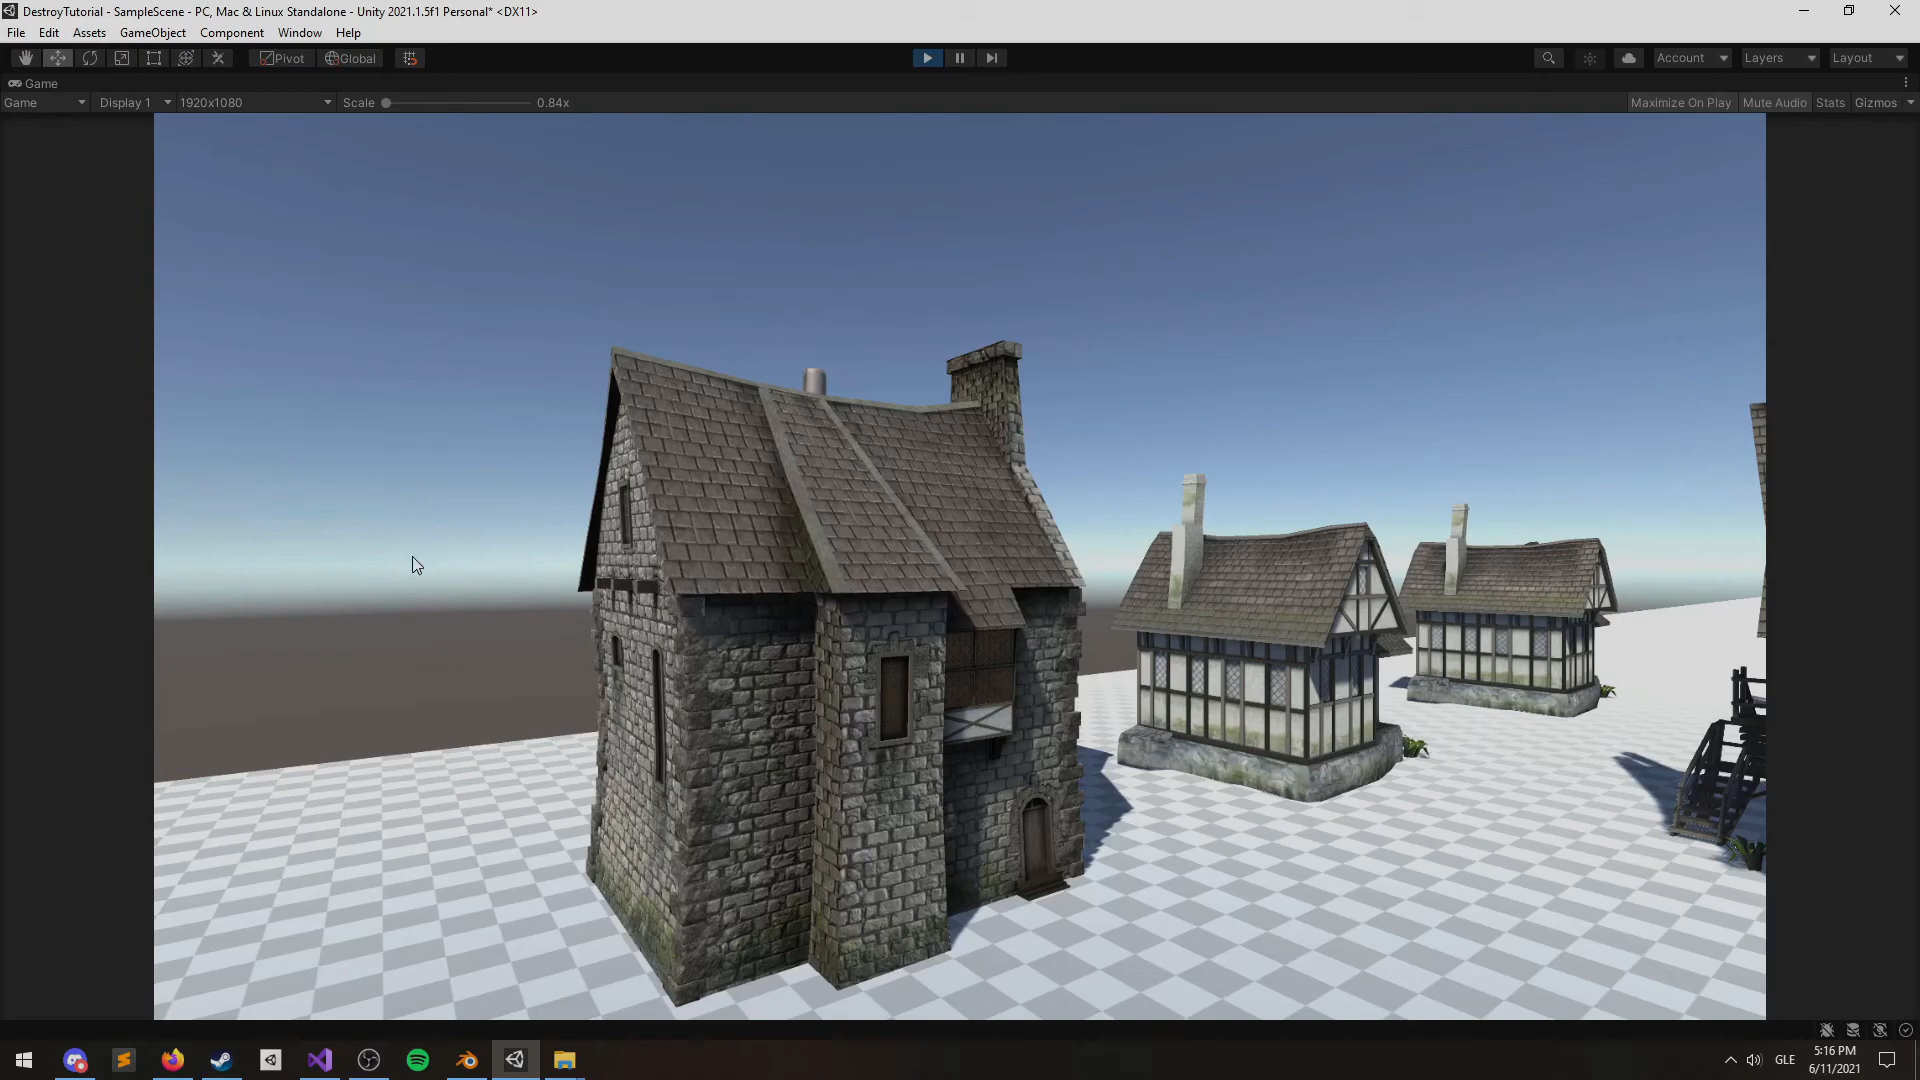 DestroyTutorial - SampleScene - PC, Mac & Linux Standalone - Unity 2021.1.5f1 Personal* <DX11>
File Edit Assets GameObject Component Window Help
Pivot Global Account Layers Layout
Game
Game Display 1 1920x1080 Scale 0.84x Maximize On Play Mute Audio Stats Gizmos
GLE 5:16 PM
6/11/2021